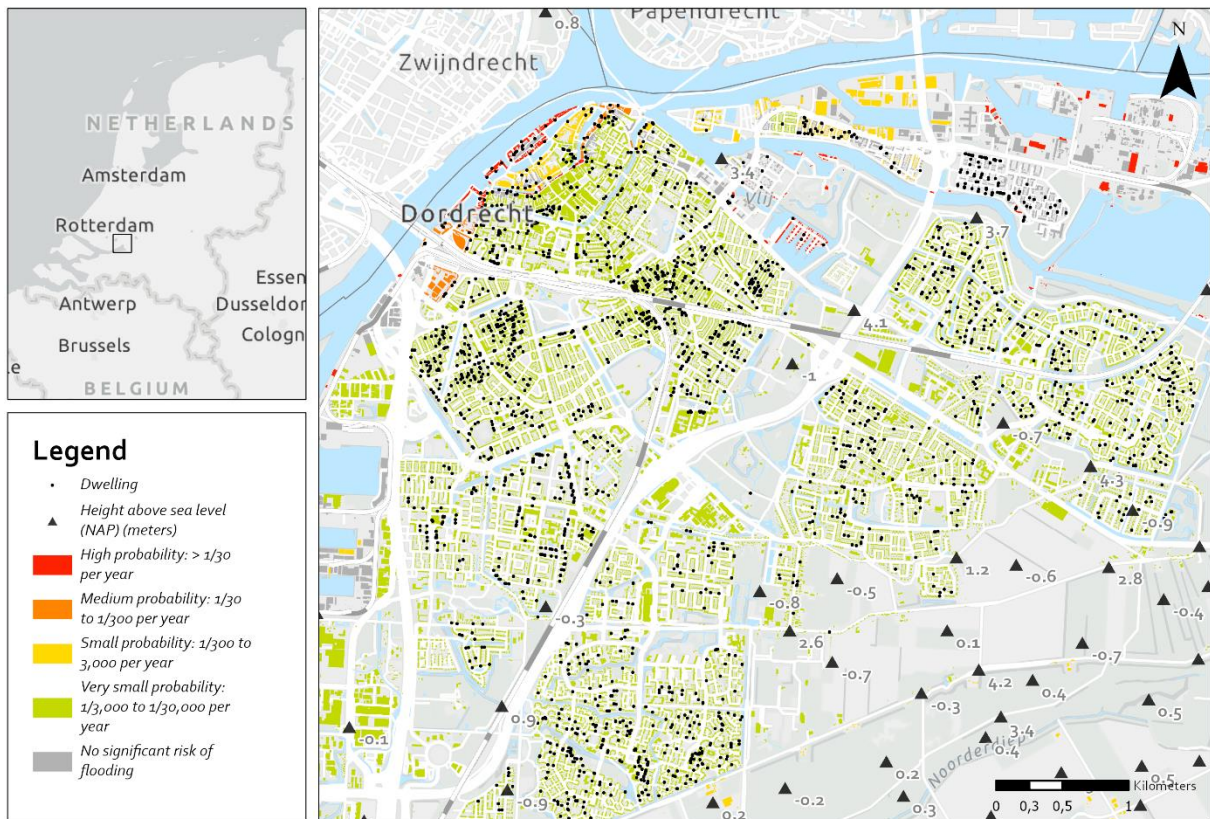 NETHERLANDS
Amsterdam
Rotterdam
Essen
Antwerp
Dusseldor
Cologn
Brussels
BELGIUM
Legend
Dwelling
Height above sea level
(NAP) (meters)
High probability: > 1/30
per year
Medium probability: 1/30
to 1/300 per year
Small probability: 1/300 to
3,000 per year
Very small probability:
1/3,000 to 1/30,000 per
year
No significant risk of
flooding
Papendrecht
0.8
N
Zwijndrecht
3.4
Vlij
Dordrecht
3.7
4.1
-1
-0.7
4.3
-0.9
1.2
-0.6
2.8
-0.5
-0.8
-0.4
-0.3
2.6
0.1
-0.7
-0.7
4.2
0.4
-0.3
0.5
0.9
3.4
-0.1
0.4
Noorderdiep
0.2
0.5
-0.9
-0.2
0.3
0.2
Kilometers
0 0,3 0,5 1